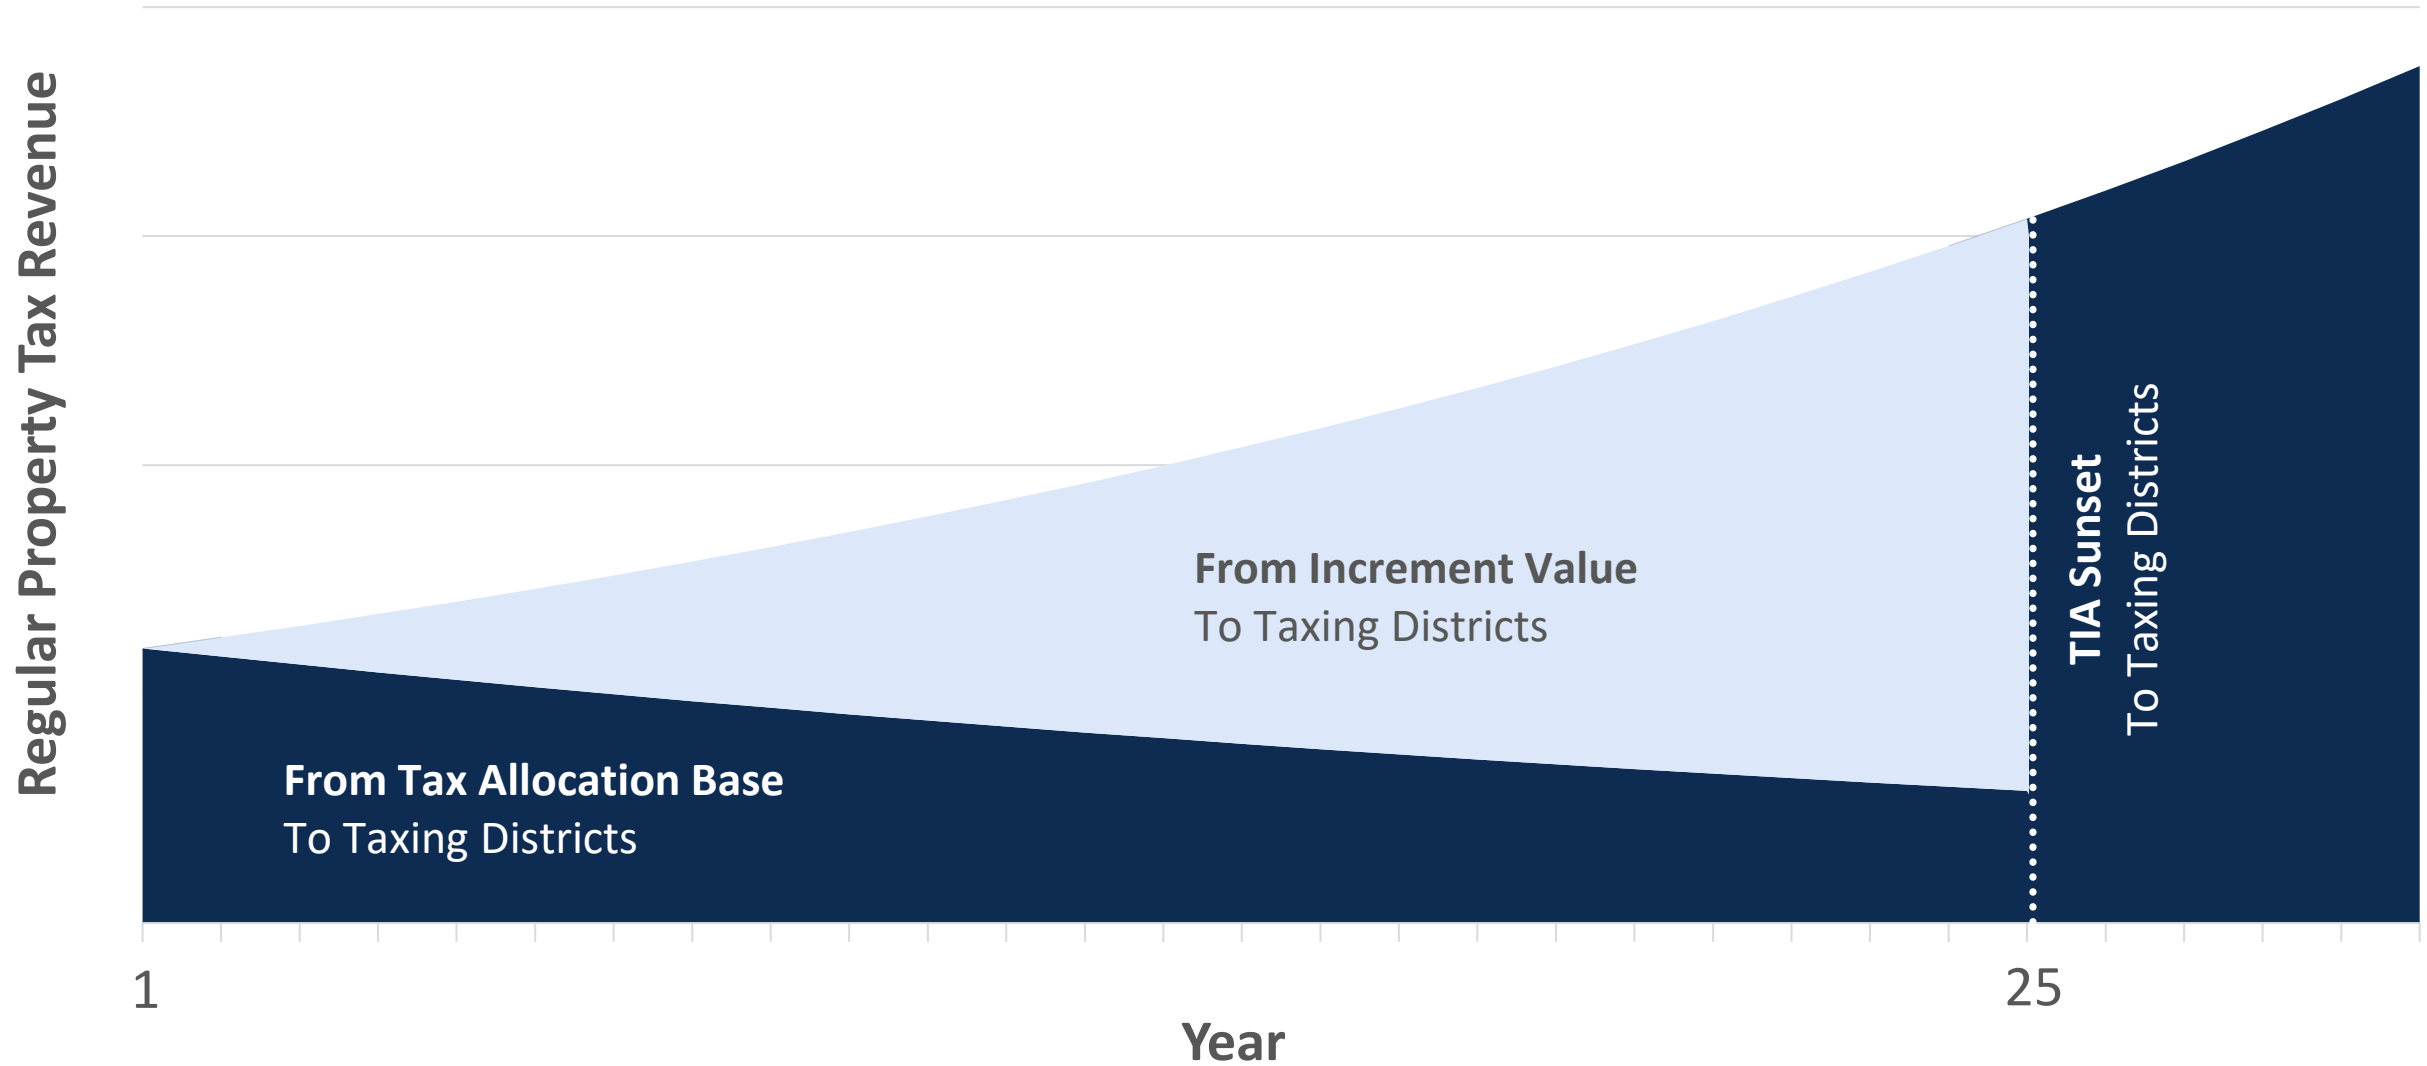 Regular Property Tax Revenue
From Increment Value
To Taxing Districts
From Tax Allocation Base
To Taxing Districts
TIA Sunset
To Taxing Districts
1
25
Year